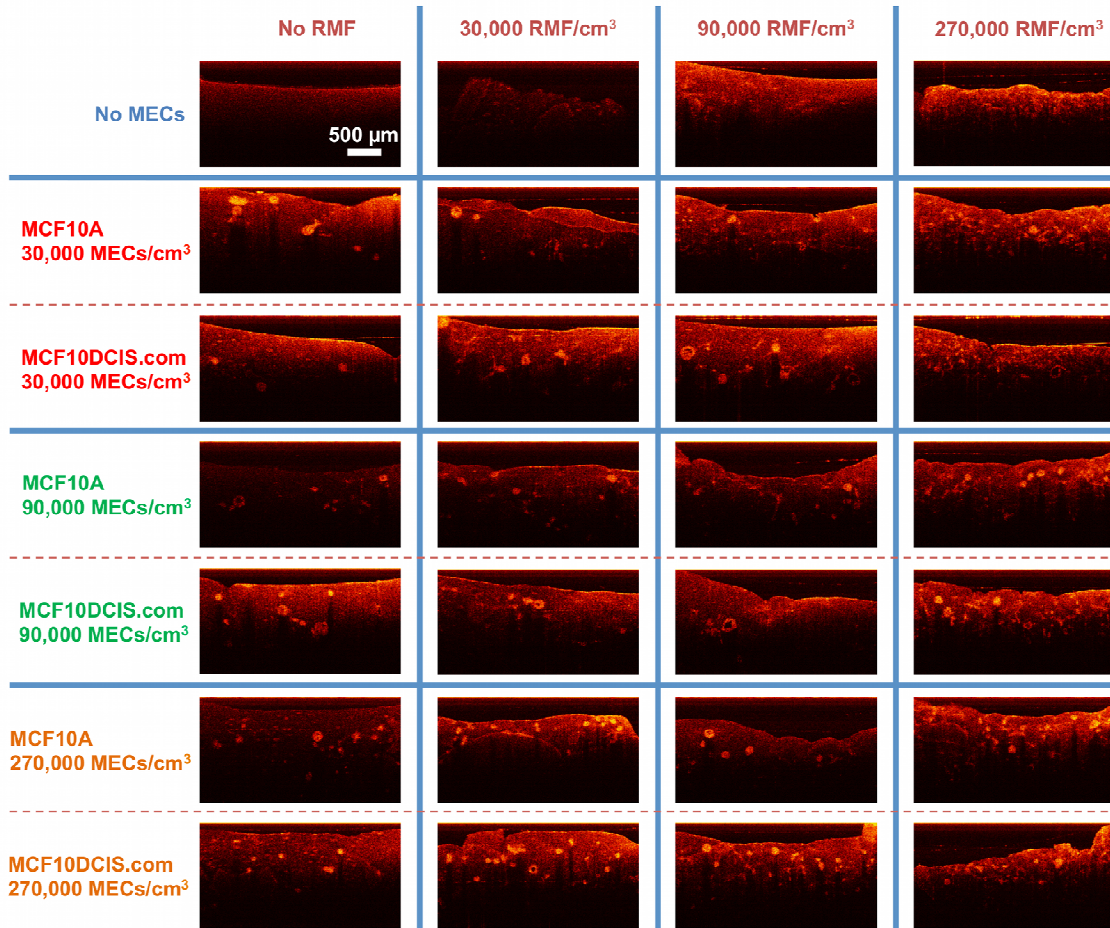 No RMF
30,000 RMF/cm³
90,000 RMF/cm³
270,000 RMF/cm³
No MECs
500 µm
MCF10A
30,000 MECs/cm³
MCF10DCIS.com
30,000 MECs/cm³
MCF10A
90,000 MECs/cm³
MCF10DCIS.com
90,000 MECs/cm³
MCF10A
270,000 MECs/cm³
MCF10DCIS.com
270,000 MECs/cm³